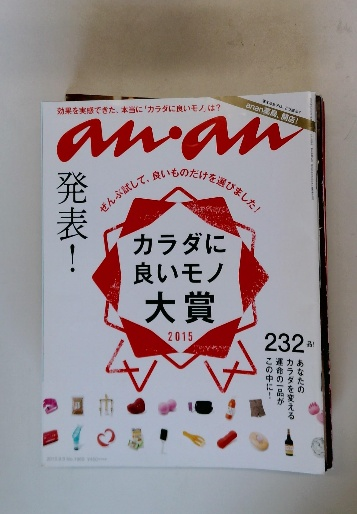 効果を実感できた、本当に「カラダに良いモノ」は?
anan薬局、開店!
an・an
発表!
ぜんぶ試して、良いものだけを選びました!
カラダに
良いモノ
大賞
2015
232品!
あなたの
カラダを変える
運命の一品が
この中に!